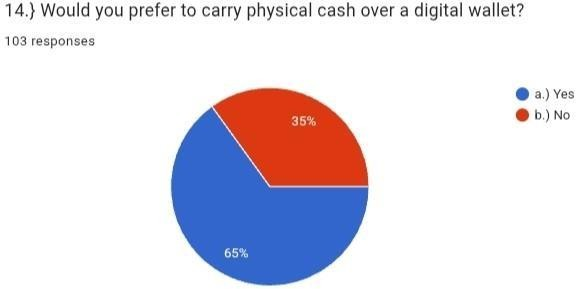 14.} Would you prefer to carry physical cash over a digital wallet?
103 responses
a.) Yes
b.) No
35%
65%